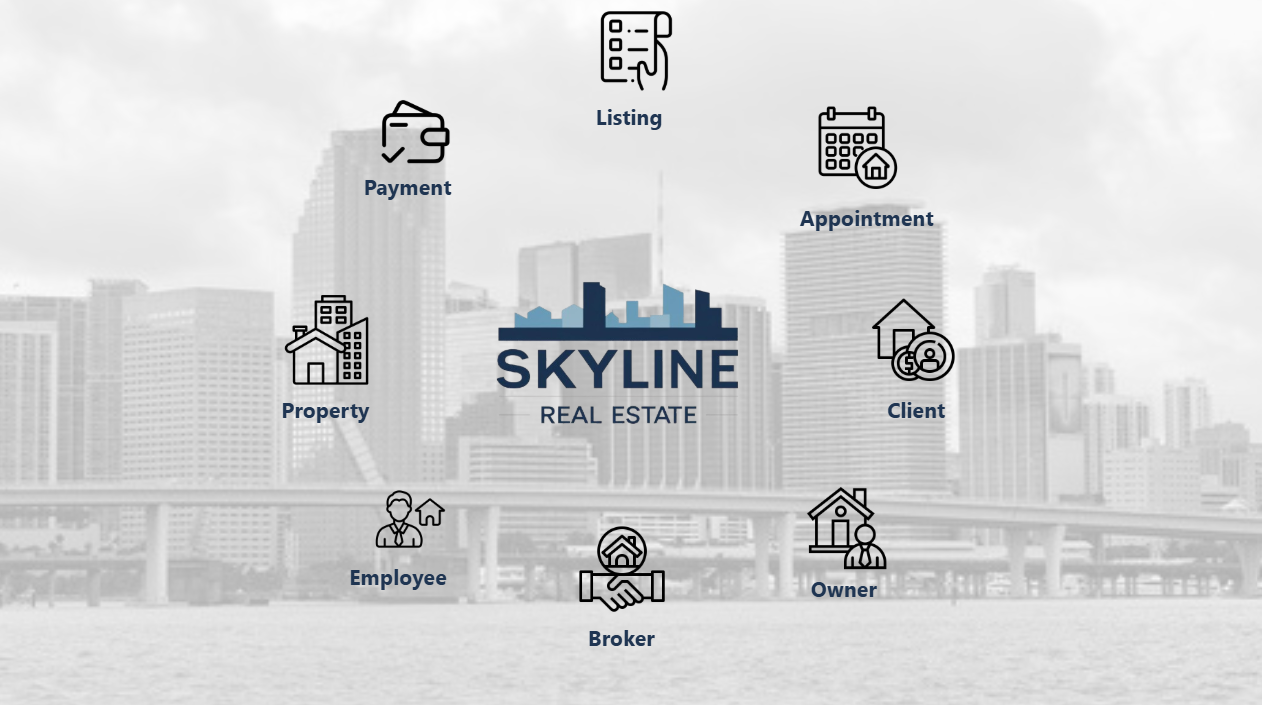 Listing
Payment
Appointment
SKYLINE
REAL ESTATE
Property
Client
Employee
Owner
Broker